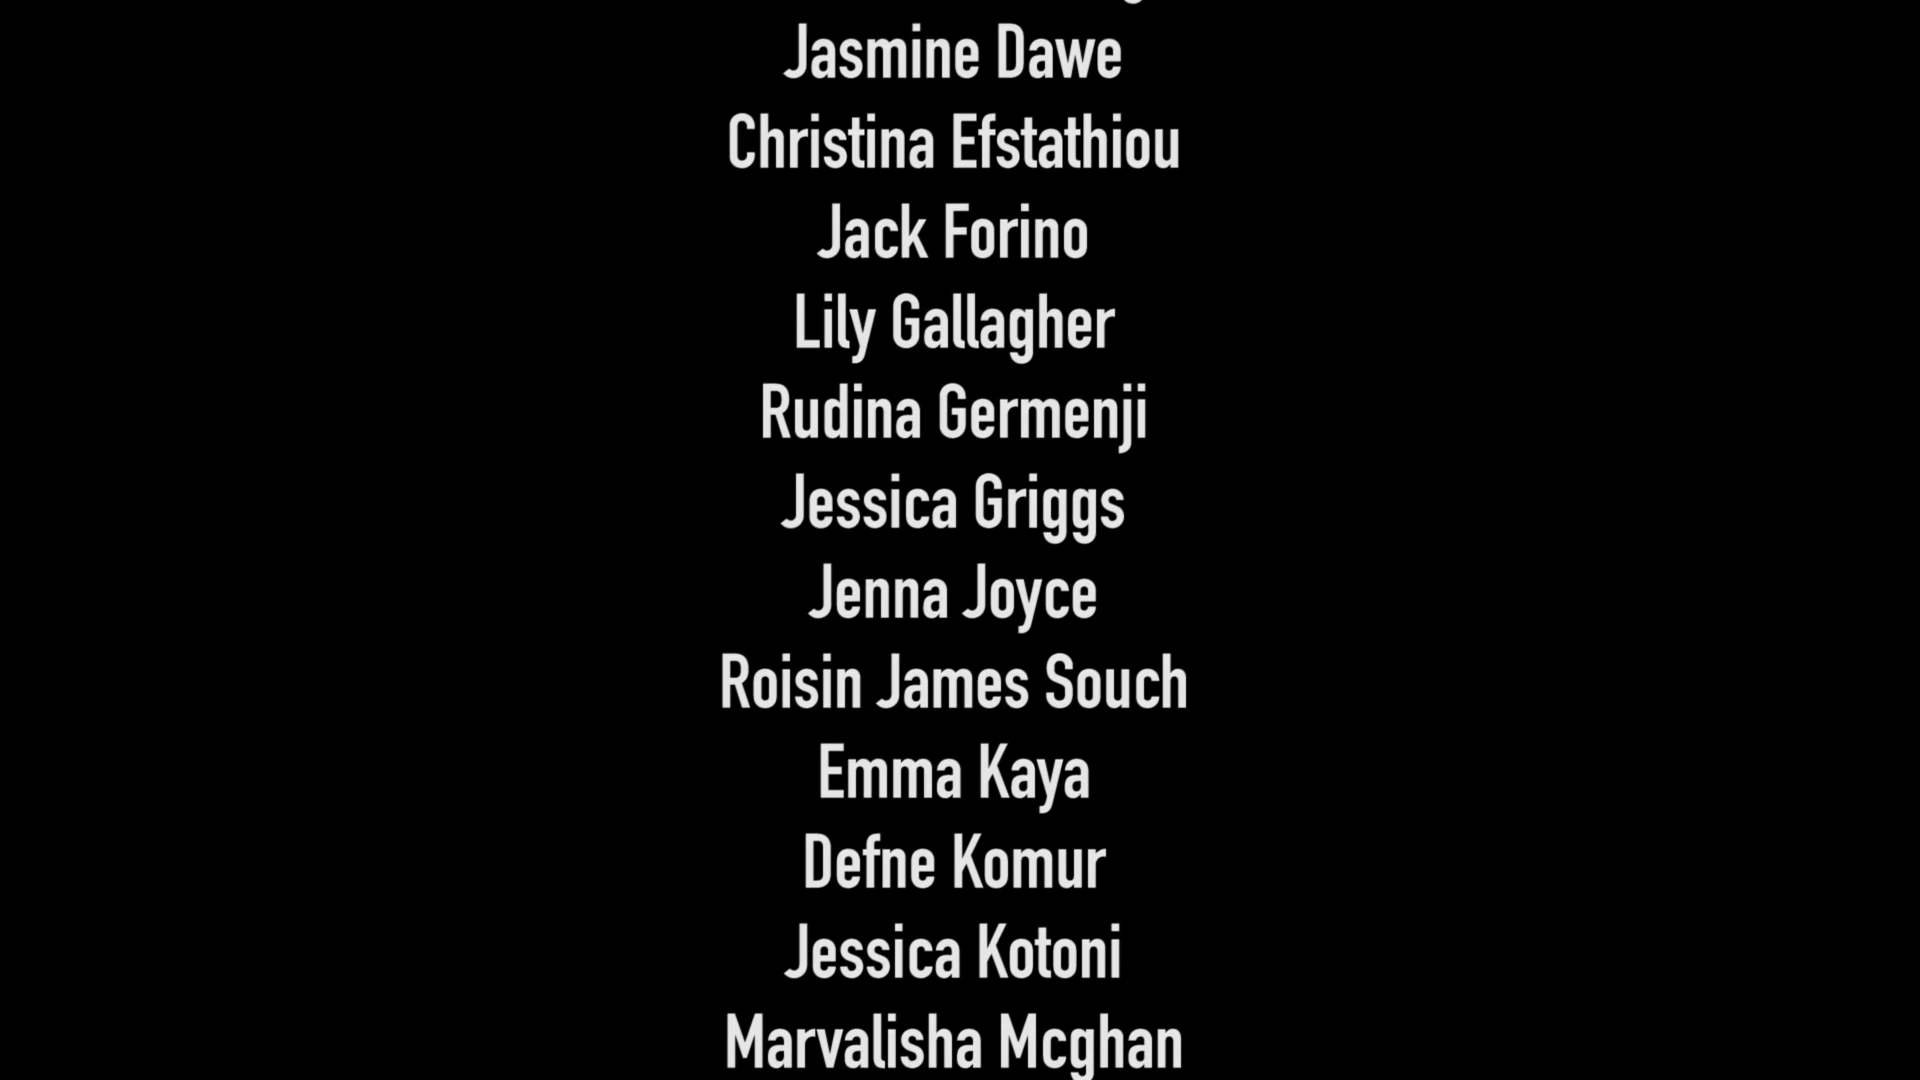 Jasmine Dawe
Christina Efstathiou
Jack Forino
Lily Gallagher
Rudina Germenji
Jessica Griggs
Jenna Joyce
Roisin James Souch
Emma Kaya
Defne Komur
Jessica Kotoni
Marvalisha Mcghan